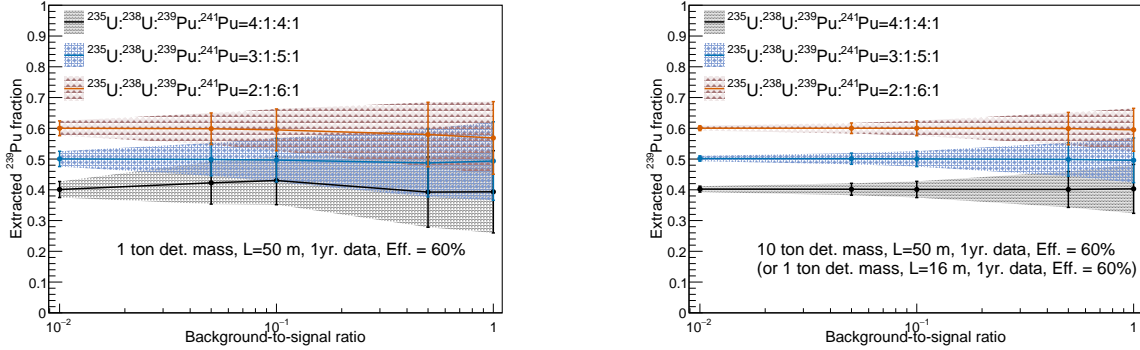 1
0.9
0.8
0.7
0.6
0.5
0.4
0.3
0.2
0.1
0
Extracted ²³⁹Pu fraction
²³⁵U:²³⁸U:²³⁹Pu:²⁴¹Pu=4:1:4:1
²³⁵U:²³⁸U:²³⁹Pu:²⁴¹Pu=3:1:5:1
²³⁵U:²³⁸U:²³⁹Pu:²⁴¹Pu=2:1:6:1
1 ton det. mass, L=50 m, 1yr. data, Eff. = 60%
10⁻² 10⁻¹ 1
Background-to-signal ratio
1
0.9
0.8
0.7
0.6
0.5
0.4
0.3
0.2
0.1
0
Extracted ²³⁹Pu fraction
²³⁵U:²³⁸U:²³⁹Pu:²⁴¹Pu=4:1:4:1
²³⁵U:²³⁸U:²³⁹Pu:²⁴¹Pu=3:1:5:1
²³⁵U:²³⁸U:²³⁹Pu:²⁴¹Pu=2:1:6:1
10 ton det. mass, L=50 m, 1yr. data, Eff. = 60%
(or 1 ton det. mass, L=16 m, 1yr. data, Eff. = 60%)
10⁻² 10⁻¹ 1
Background-to-signal ratio